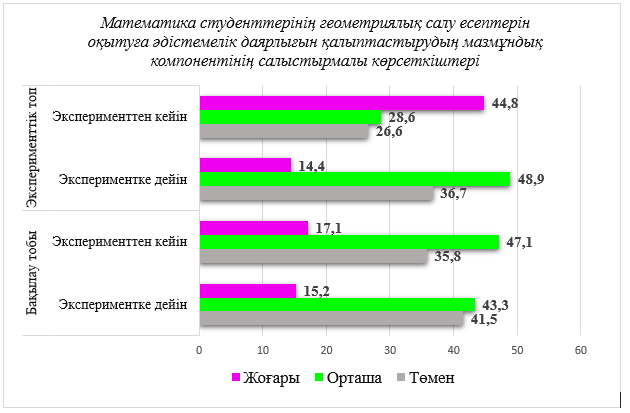 Математика студенттерінің геометриялық салу есептерін
оқытуға әдістемелік даярлығын қалыптастырудың мазмұндық
компонентінің салыстырмалы көрсеткіштері
Эксперименттік топ
Эксперименттен кейін
44,8
28,6
26,6
Экспериментке дейін
14,4
48,9
36,7
Бақылау тобы
Эксперименттен кейін
17,1
47,1
35,8
Экспериментке дейін
15,2
43,3
41,5
0 10 20 30 40 50 60
Жоғары Орташа Төмен